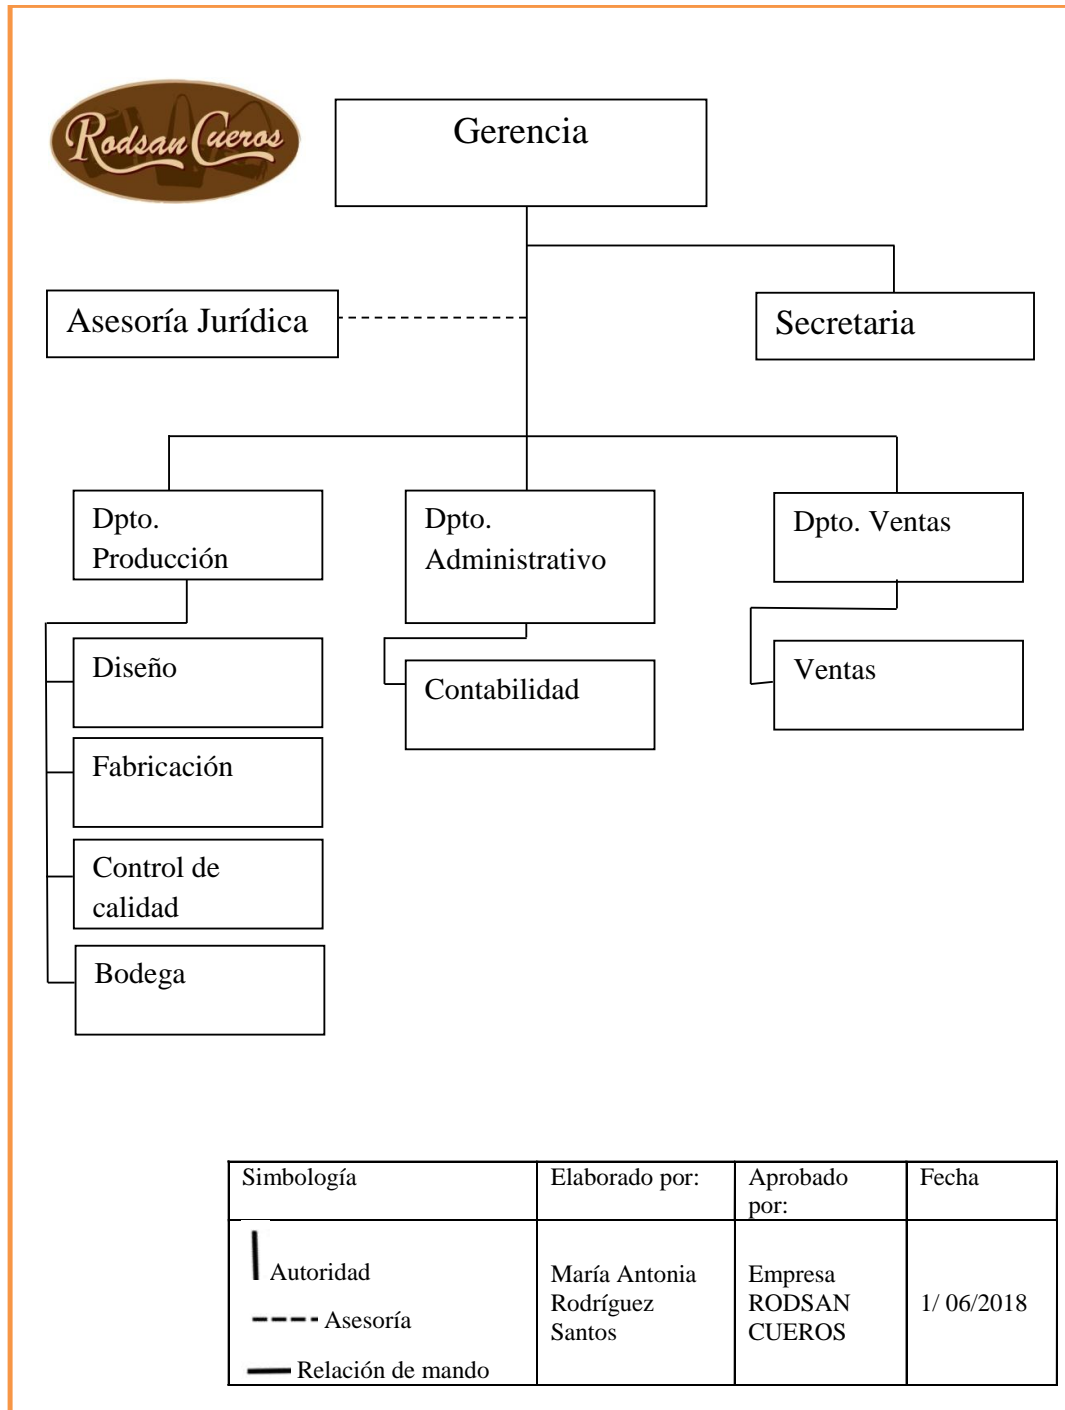 Rodsan Cueros
Gerencia
Asesoría Jurídica
Secretaria
Dpto.
Producción
Dpto.
Administrativo
Dpto. Ventas
Diseño
Fabricación
Control de
calidad
Bodega
Contabilidad
Ventas
Simbología
Elaborado por:
Aprobado
por:
Fecha
Autoridad
Asesoría
Relación de mando
María Antonia
Rodríguez
Santos
Empresa
RODSAN
CUEROS
1/ 06/2018